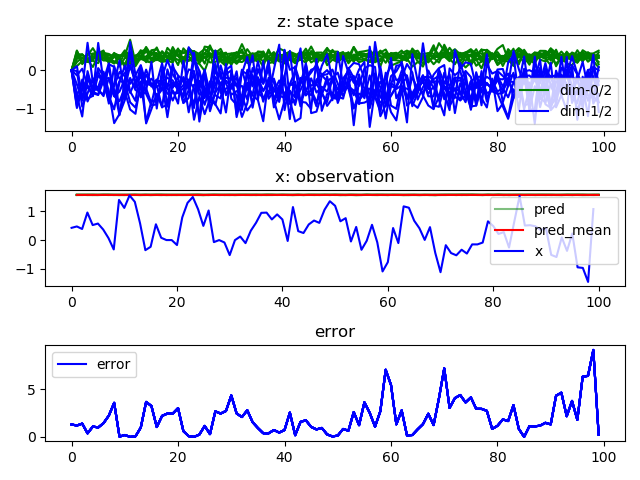 z: state space
0
−1
dim-0/2
dim-1/2
0
20
40
60
80
100
x: observation
1
0
−1
pred
pred_mean
x
0
20
40
60
80
100
error
5
0
error
0
20
40
60
80
100